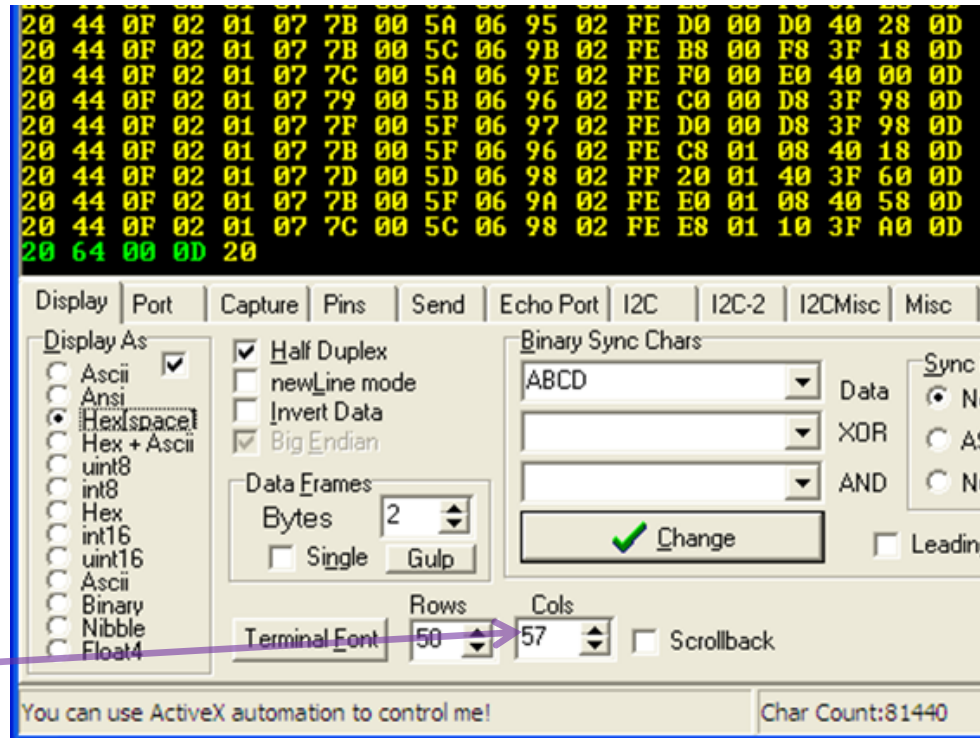 20 44 0F 02 01 07 7B 00 5A 06 95 02 FE D0 00 D0 40 28 0D
20 44 0F 02 01 07 7B 00 5C 06 9B 02 FE B8 00 F8 3F 18 0D
20 44 0F 02 01 07 7C 00 5A 06 9E 02 FE F0 00 E0 40 00 0D
20 44 0F 02 01 07 79 00 5B 06 96 02 FE C0 00 D8 3F 98 0D
20 44 0F 02 01 07 7F 00 5F 06 97 02 FE D0 00 D8 3F 98 0D
20 44 0F 02 01 07 7B 00 5F 06 96 02 FE C8 01 08 40 18 0D
20 44 0F 02 01 07 7D 00 5D 06 98 02 FF 20 01 40 3F 60 0D
20 44 0F 02 01 07 7B 00 5F 06 9A 02 FE E0 01 08 40 58 0D
20 44 0F 02 01 07 7C 00 5C 06 98 02 FE E8 01 10 3F A0 0D
20 64 00 0D 20
Display Port Capture Pins Send Echo Port I2C I2C-2 I2CMisc Misc
Display As
Ascii
Ansi
Hex[space]
Hex + Ascii
uint8
int8
Hex
int16
uint16
Ascii
Binary
Nibble
Float4
Half Duplex
newLine mode
Invert Data
Big Endian
Data Frames
Bytes 2
Single Gulp
Binary Sync Chars
ABCD Data
XOR
AND
Change
Sync
Rows Cols
Terminal Font 50 57 Scrollback
You can use ActiveX automation to control me! Char Count:81440